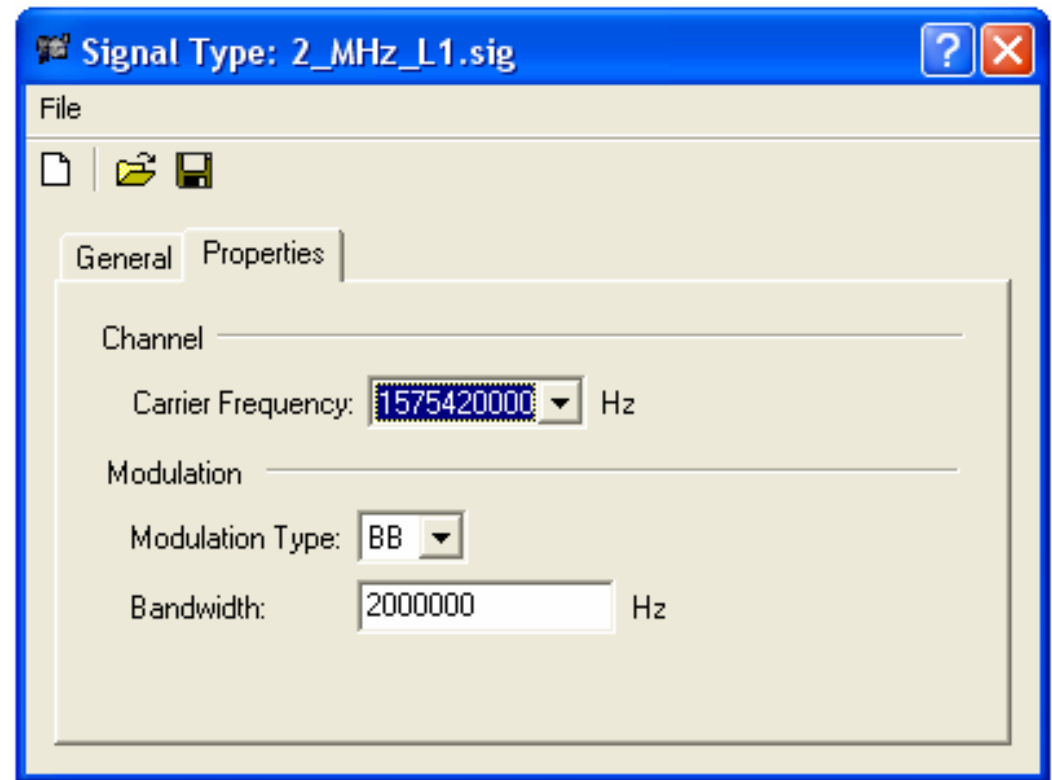 Signal Type: 2_MHz_L1.sig
File
General Properties
Channel
Carrier Frequency: 1575420000 Hz
Modulation
Modulation Type: BB
Bandwidth: 2000000 Hz